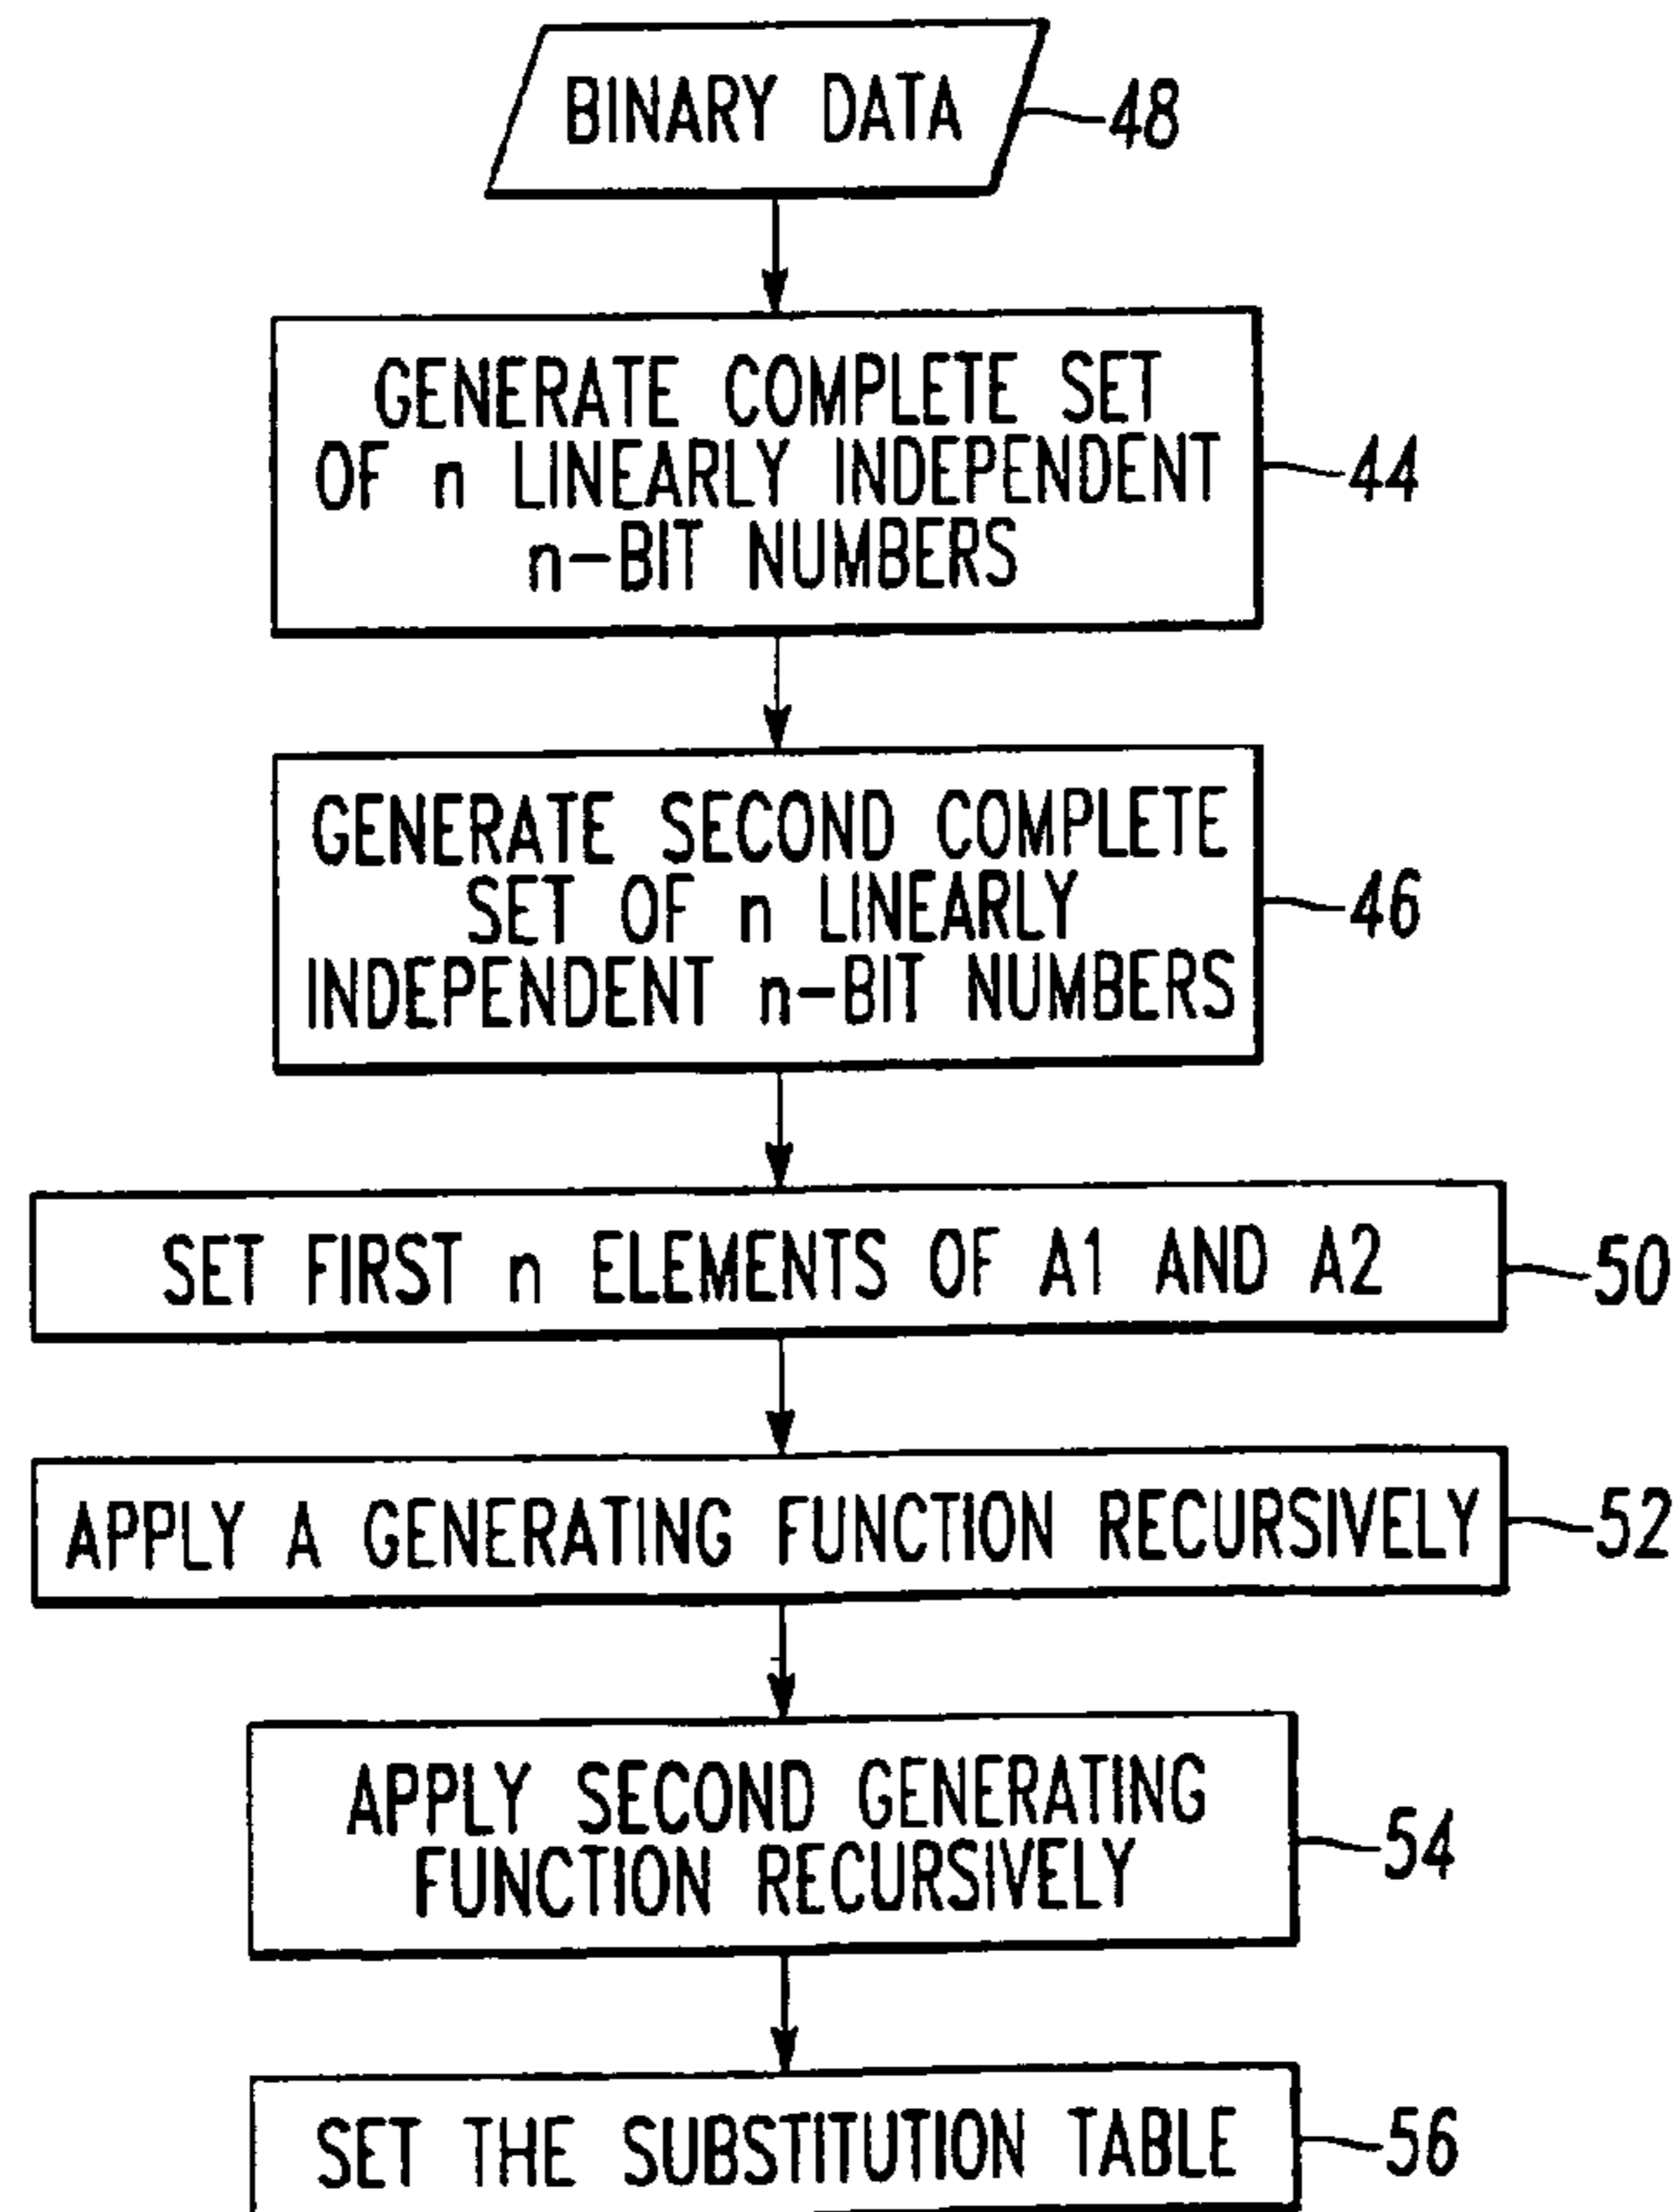 BINARY DATA
48
GENERATE COMPLETE SET
OF n LINEARLY INDEPENDENT
n-BIT NUMBERS
44
GENERATE SECOND COMPLETE
SET OF n LINEARLY
INDEPENDENT n-BIT NUMBERS
46
SET FIRST n ELEMENTS OF A1 AND A2
50
APPLY A GENERATING FUNCTION RECURSIVELY
52
APPLY SECOND GENERATING
FUNCTION RECURSIVELY
54
SET THE SUBSTITUTION TABLE
56